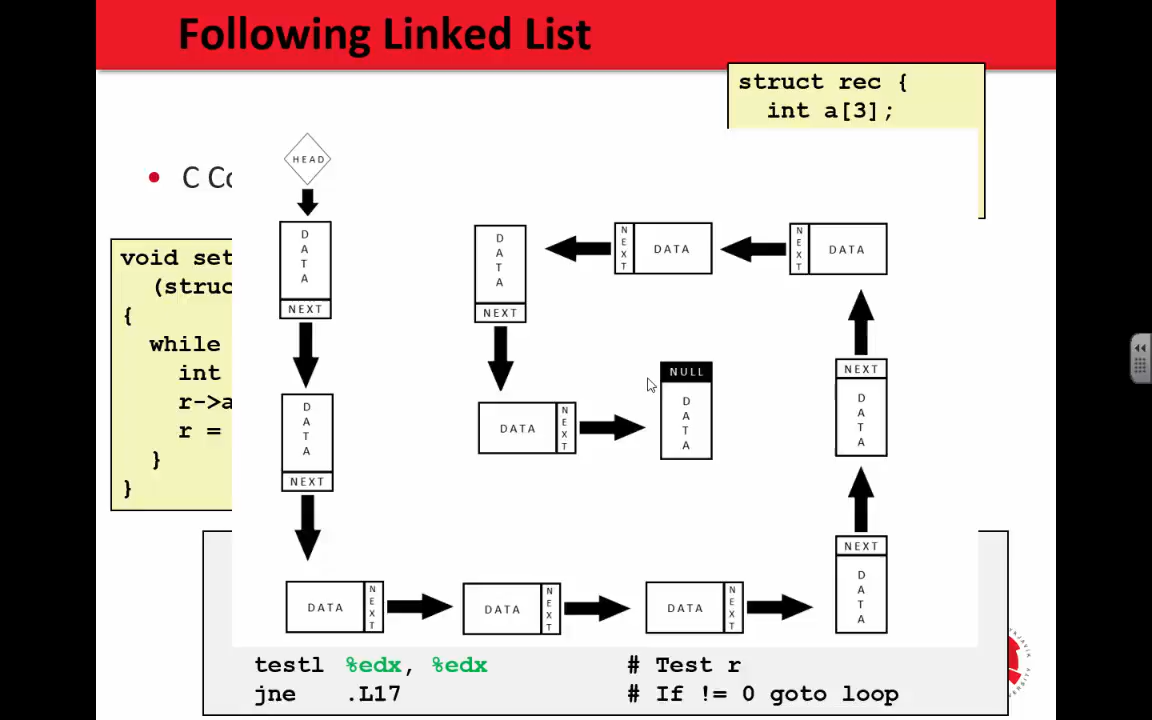 Following Linked List
struct rec {
int a[3];
HEAD
• C Co
void set
(struc
{
while
int
r->a
r =
}
}
DATA
NEXT
DATA
NEXT
DATA
NEXT
DATA
NEXT
DATA
NEXT
NEXT
DATA
NEXT
DATA
NEXT
DATA
NEXT
DATA
DATA
NEXT
DATA
NEXT
NULL
DATA
testl %edx, %edx # Test r
jne .L17 # If != 0 goto loop